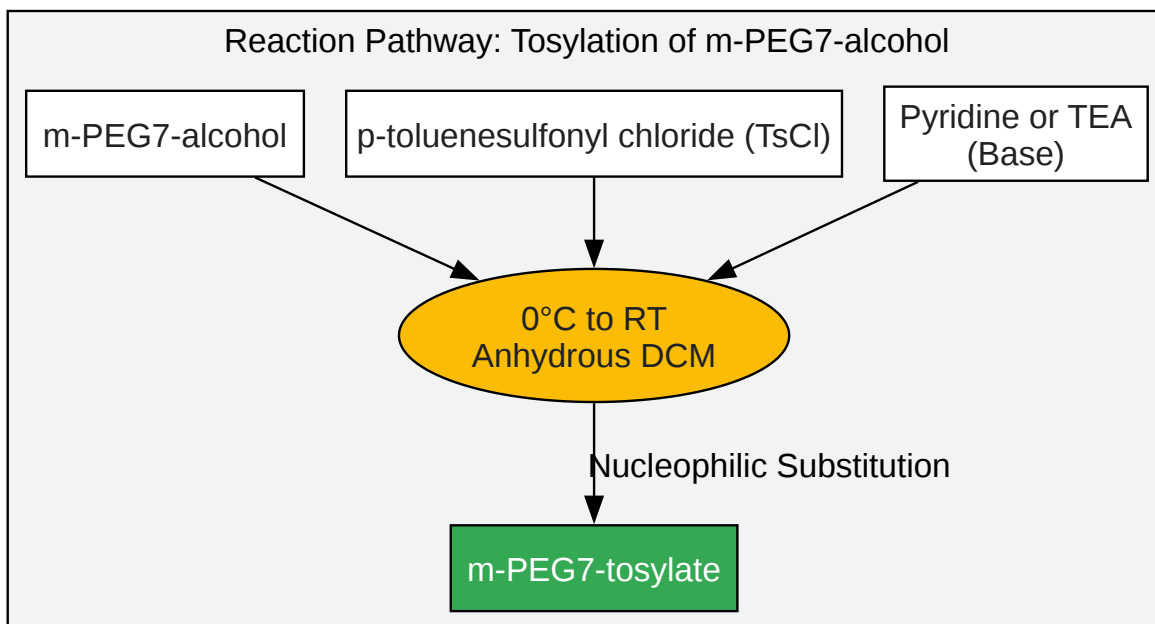 Reaction Pathway: Tosylation of m-PEG7-alcohol
m-PEG7-alcohol
p-toluenesulfonyl chloride (TsCl)
Pyridine or TEA
(Base)
0°C to RT
Anhydrous DCM
Nucleophilic Substitution
m-PEG7-tosylate